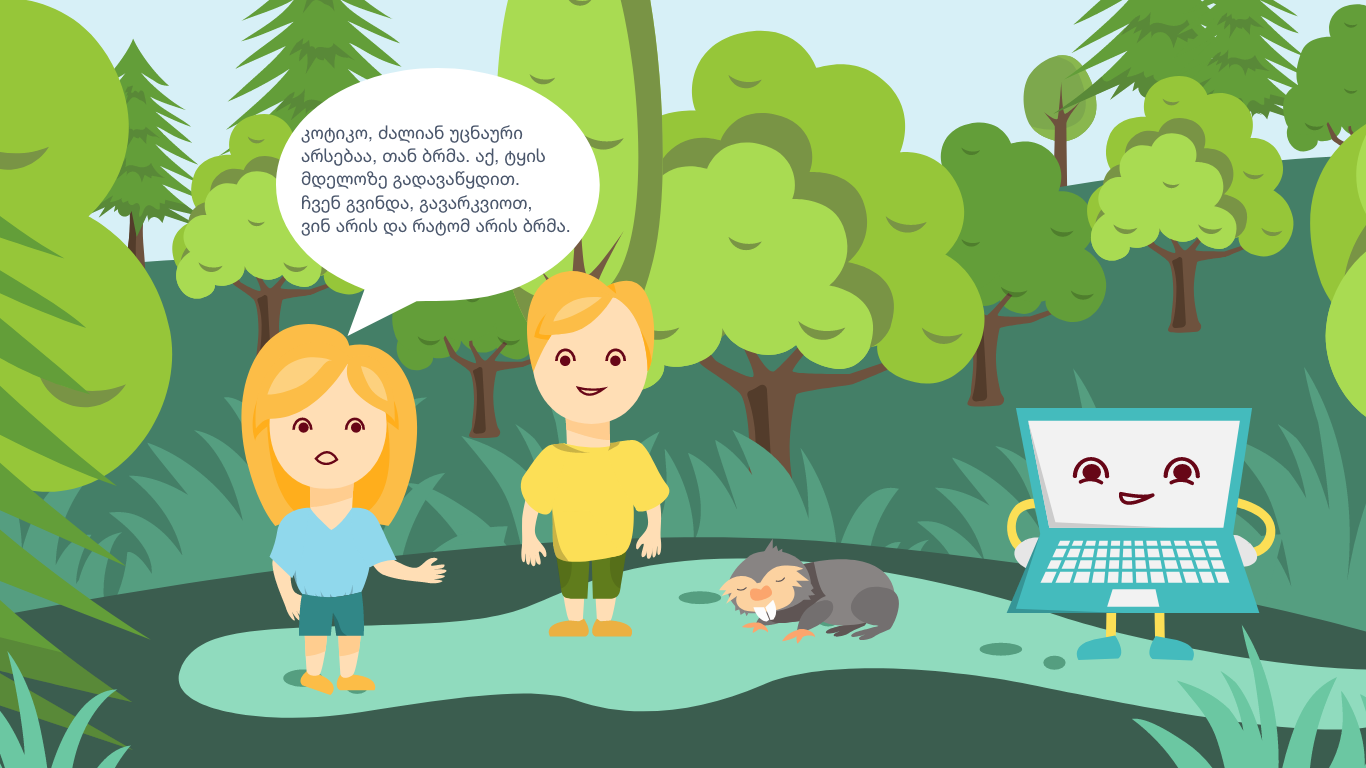 კოტიკო, ძალიან უცნაური
არსებაა, თან ბრმა. აქ, ტყის
მდელოზე გადავაწყდით.
ჩვენ გვინდა, გავარკვიოთ,
ვინ არის და რატომ არის ბრმა.